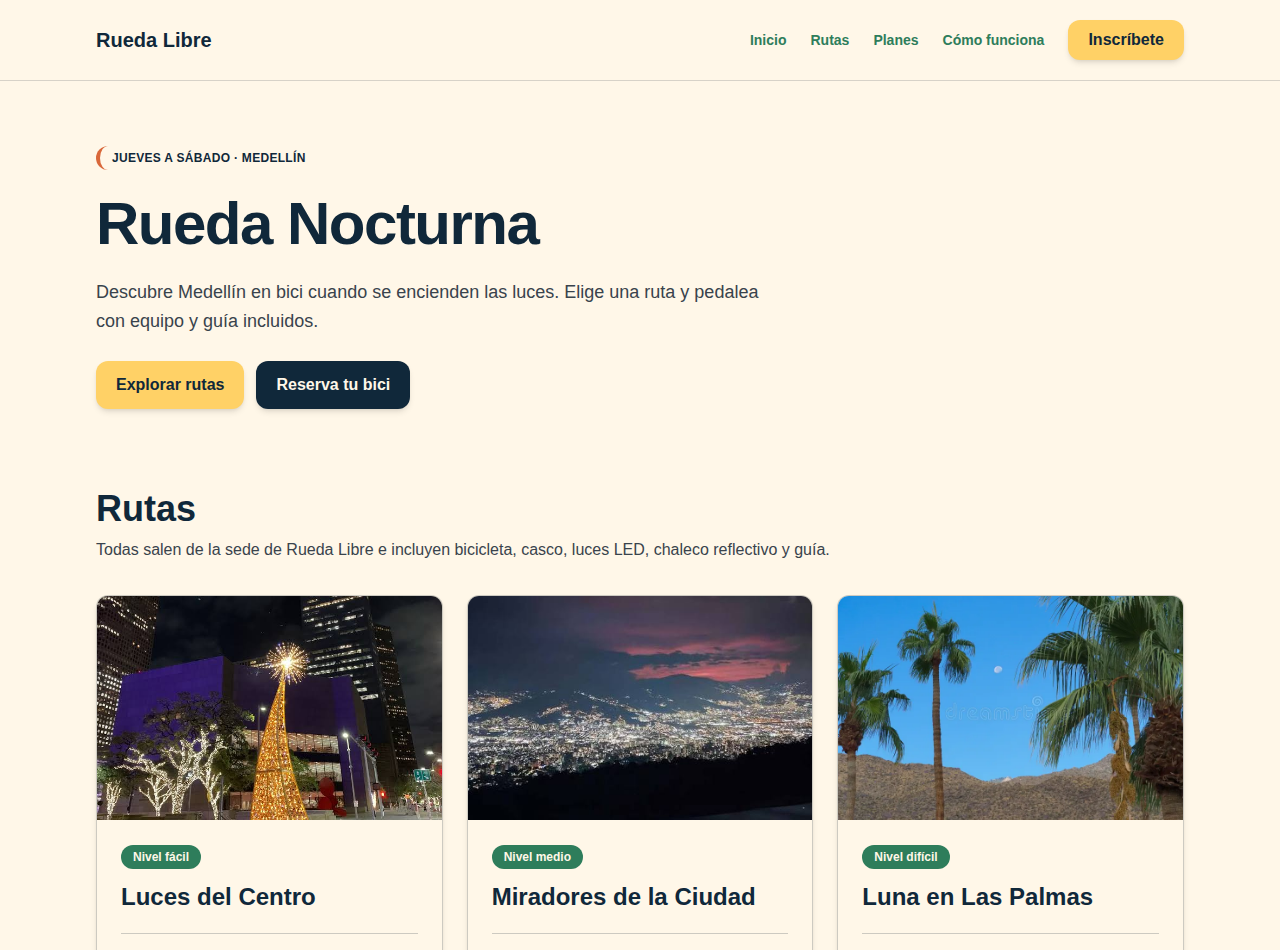 Rueda Libre
Inicio
Rutas
Planes
Cómo funciona
Inscríbete
JUEVES A SÁBADO · MEDELLÍN
Rueda Nocturna
Descubre Medellín en bici cuando se encienden las luces. Elige una ruta y pedalea
con equipo y guía incluidos.
Explorar rutas
Reserva tu bici
Rutas
Todas salen de la sede de Rueda Libre e incluyen bicicleta, casco, luces LED, chaleco reflectivo y guía.
Nivel fácil
Luces del Centro
Nivel medio
Miradores de la Ciudad
Nivel difícil
Luna en Las Palmas